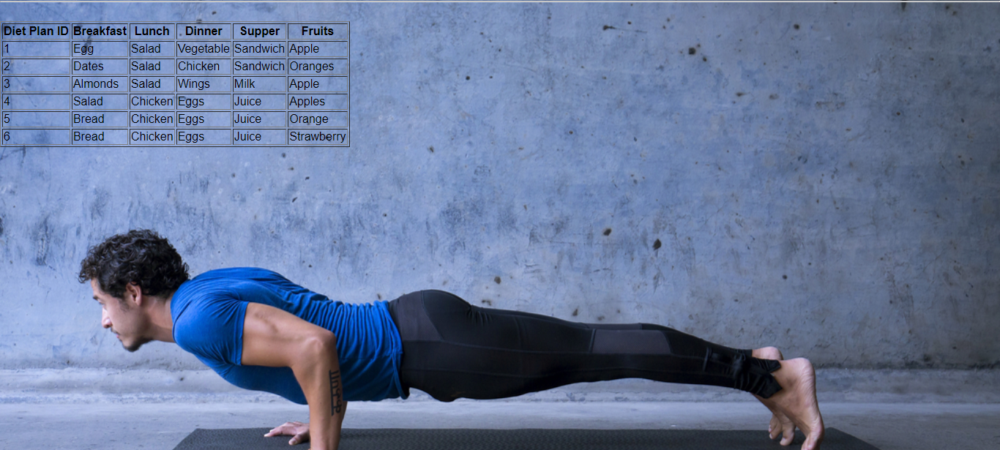 Diet Plan ID Breakfast Lunch Dinner Supper Fruits
1 Egg Salad Vegetable Sandwich Apple
2 Dates Salad Chicken Sandwich Oranges
3 Almonds Salad Wings Milk Apple
4 Salad Chicken Eggs Juice Apples
5 Bread Chicken Eggs Juice Orange
6 Bread Chicken Eggs Juice Strawberry